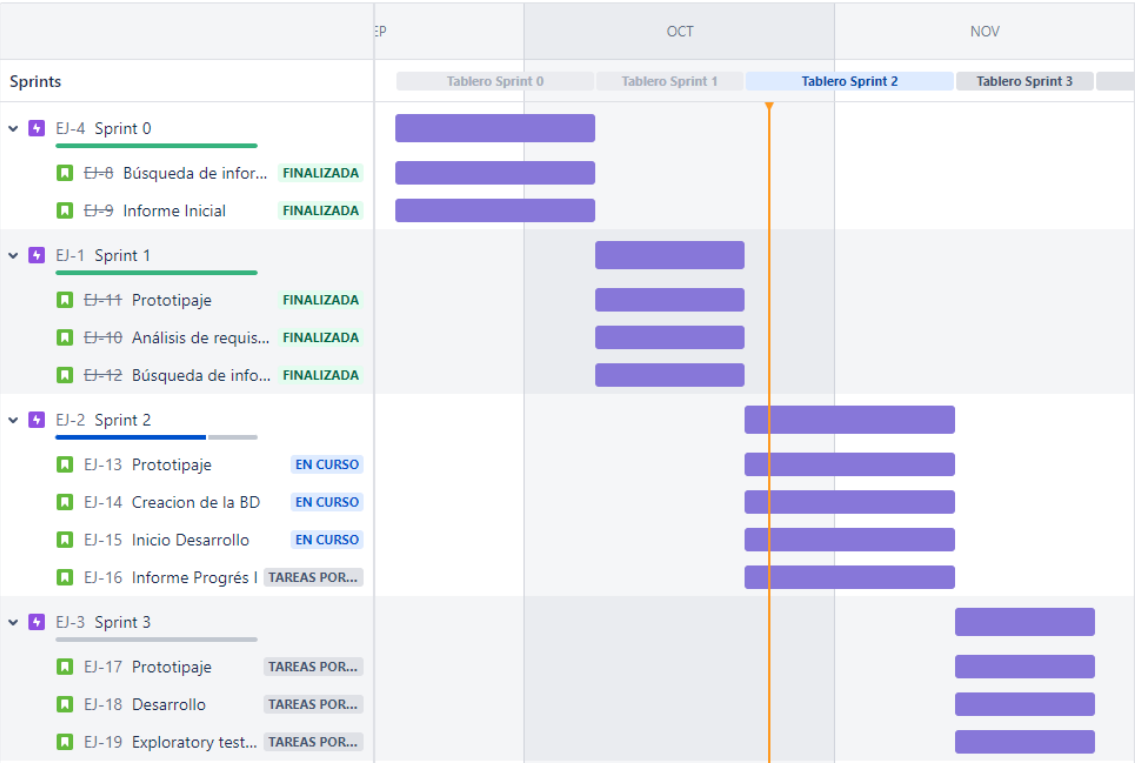 EP OCT NOV
Sprints Tablero Sprint 0 Tablero Sprint 1 Tablero Sprint 2 Tablero Sprint 3
EJ-4 Sprint 0
EJ-8 Búsqueda de infor... FINALIZADA
EJ-9 Informe Inicial FINALIZADA
EJ-1 Sprint 1
EJ-11 Prototipaje FINALIZADA
EJ-10 Análisis de requis... FINALIZADA
EJ-12 Búsqueda de info... FINALIZADA
EJ-2 Sprint 2
EJ-13 Prototipaje EN CURSO
EJ-14 Creacion de la BD EN CURSO
EJ-15 Inicio Desarrollo EN CURSO
EJ-16 Informe Progrés I TAREAS POR...
EJ-3 Sprint 3
EJ-17 Prototipaje TAREAS POR...
EJ-18 Desarrollo TAREAS POR...
EJ-19 Exploratory test... TAREAS POR...